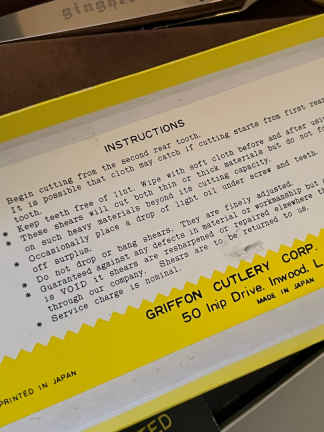 ginghe
INSTRUCTIONS
Begin cutting from the second rear tooth.
It is possible that cloth may catch if cutting starts from first rear
tooth.
• Keep teeth free of lint. Wipe with soft cloth before and after using
• These shears will cut both thin or thick materials but do not
on such heavy materials beyond its cutting capacity.
• Occasionally place a drop of light oil under screw and teeth.
off surplus.
• Do not drop or bang shears. They are finely adjusted.
• Guaranteed against any defects in material or workmanship but
is VOID if shears are resharpened or repaired elsewhere
through our company. Shears are to be returned to us.
• Service charge is nominal.
GRIFFON CUTLERY CORP.
50 Inip Drive, Inwood, L.
MADE IN JAPAN
PRINTED IN JAPAN
TED